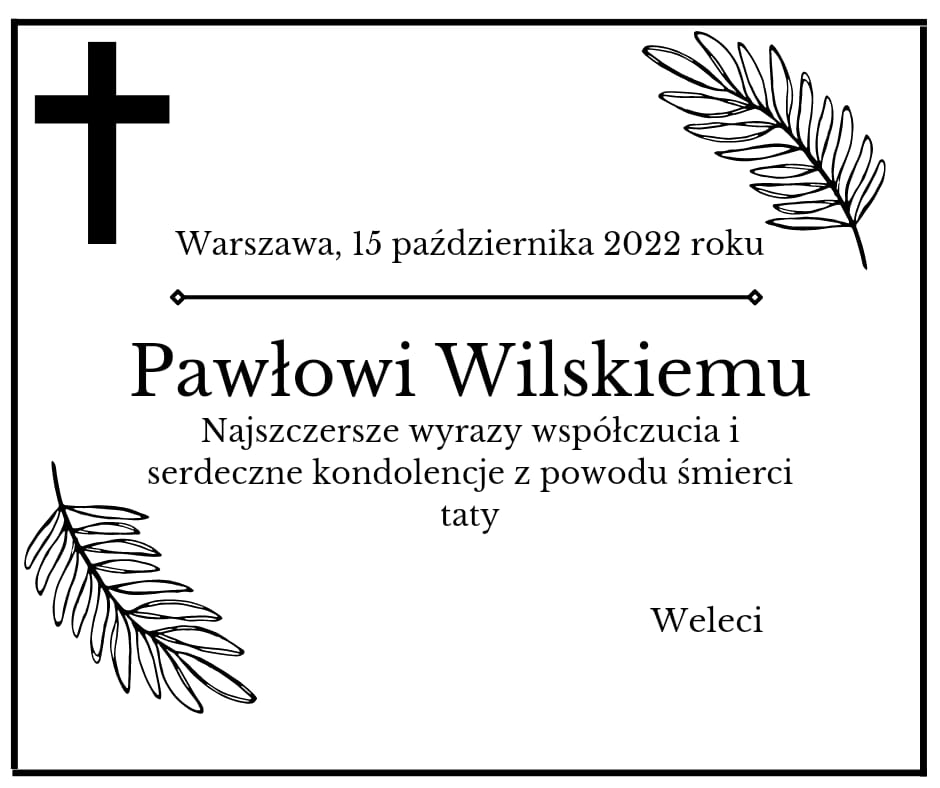 Warszawa, 15 października 2022 roku
Pawłowi Wilskiemu
Najszczersze wyrazy współczucia i
serdeczne kondolencje z powodu śmierci
taty
Weleci